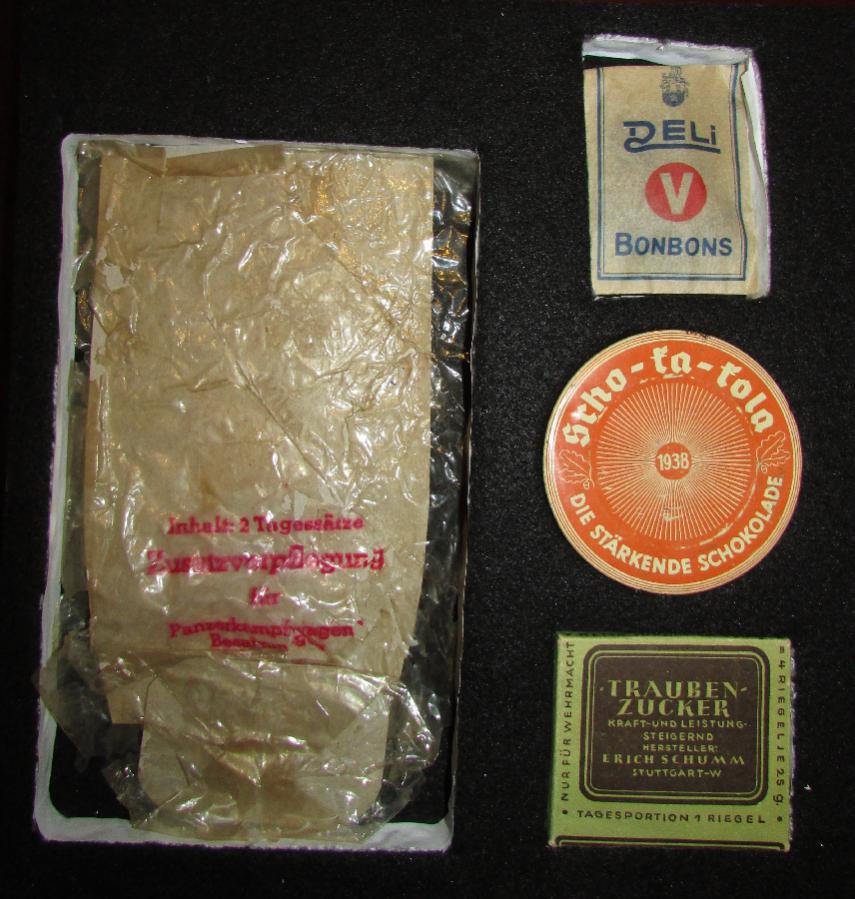 Inhalt: 2 Tagessätze
Zusatzverpflegung
für
Panzerkampfwagen
DELI
V
BONBONS
Scho-ka-kola
1938
DIE STÄRKENDE SCHOKOLADE
NUR FÜR WEHRMACHT
TRAUBEN-
ZUCKER
KRAFT-UND LEISTUNG-
STEIGERND
HERSTELLER:
ERICH SCHUMM
STUTTGART-W
= 4 RIEGEL JE 25 g.
• TAGESPORTION 1 RIEGEL •